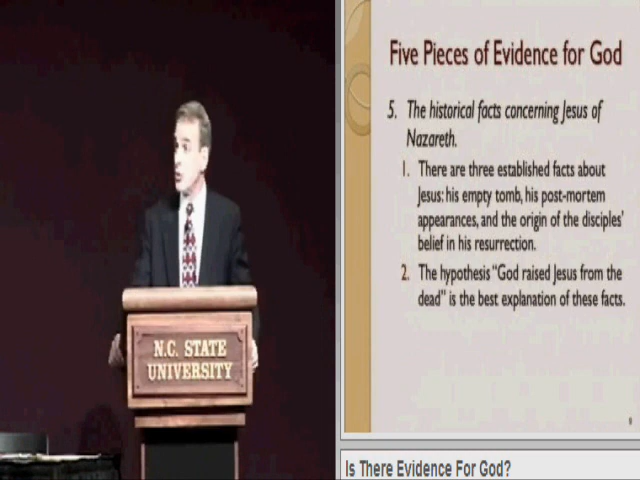 Five Pieces of Evidence for God
5. The historical facts concerning Jesus of
Nazareth.
1. There are three established facts about
Jesus: his empty tomb, his post-mortem
appearances, and the origin of the disciples'
belief in his resurrection.
2. The hypothesis "God raised Jesus from the
dead" is the best explanation of these facts.
N.C. STATE
UNIVERSITY
Is There Evidence For God?